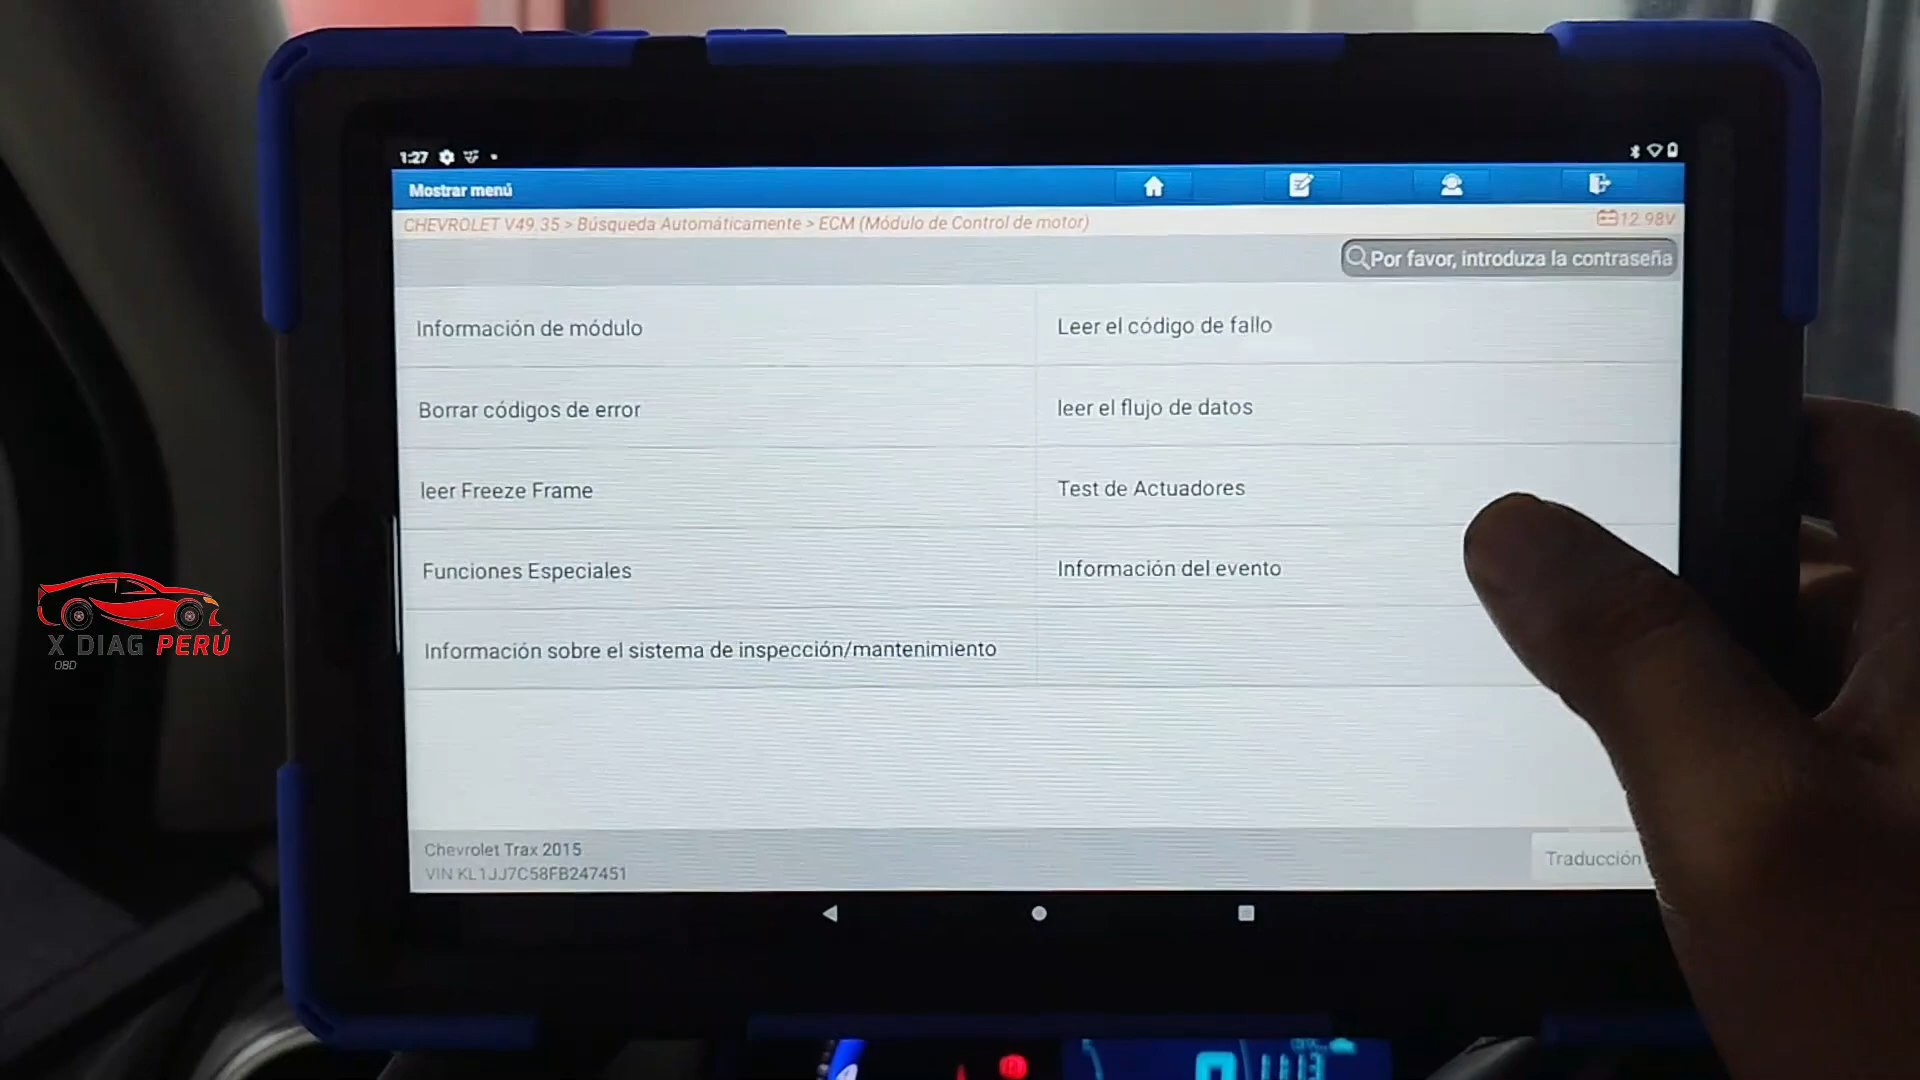 1:27
Mostrar menú
CHEVROLET V49.35 > Búsqueda Automáticamente > ECM (Módulo de Control de motor)
12.98V
Por favor, introduza la contraseña
Información de módulo
Leer el código de fallo
Borrar códigos de error
leer el flujo de datos
leer Freeze Frame
Test de Actuadores
Funciones Especiales
Información del evento
Información sobre el sistema de inspección/mantenimiento
Chevrolet Trax 2015
VIN KL1JJ7C58FB247451
Traducción
X DIAG PERÚ
OBD